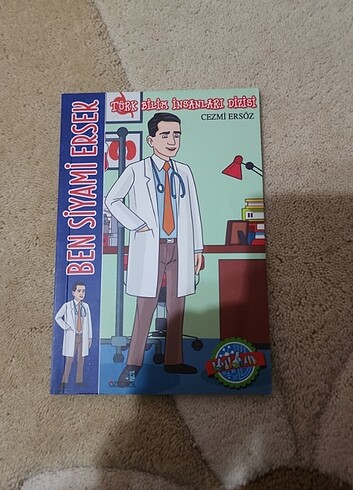 TÜRK BİLİM İNSANLARI DİZİSİ
CEZMİ ERSÖZ
BEN SİYAMİ ERSEK